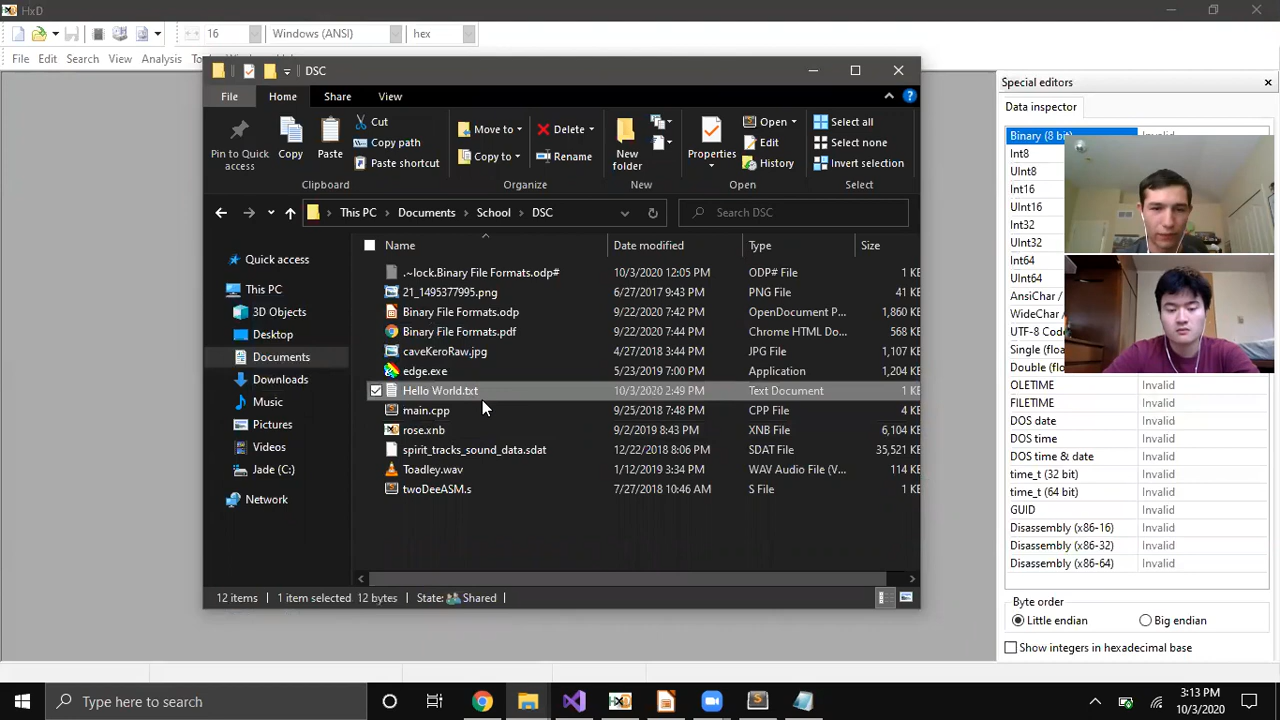 HxD
16
Windows (ANSI)
hex
File Edit Search View Analysis To
DSC
File Home Share View
Pin to Quick access
Copy
Paste
Cut
Copy path
Paste shortcut
Clipboard
Move to
Copy to
Delete
Rename
Organize
New folder
New
Properties
Open
Edit
History
Open
Select all
Select none
Invert selection
Select
This PC > Documents > School > DSC
Search DSC
Quick access
This PC
3D Objects
Desktop
Documents
Downloads
Music
Pictures
Videos
Jade (C:)
Network
Name Date modified Type Size
.~lock.Binary File Formats.odp# 10/3/2020 12:05 PM ODP# File 1 K
21_1495377995.png 6/27/2017 9:43 PM PNG File 41 K
Binary File Formats.odp 9/22/2020 7:42 PM OpenDocument P... 1,860 K
Binary File Formats.pdf 9/22/2020 7:44 PM Chrome HTML Do... 568 K
caveKeroRaw.jpg 4/27/2018 3:44 PM JPG File 1,107 K
edge.exe 5/23/2019 7:00 PM Application 1,204 K
Hello World.txt 10/3/2020 2:49 PM Text Document 1 K
main.cpp 9/25/2018 7:48 PM CPP File 4 K
rose.xnb 9/2/2019 8:43 PM XNB File 6,104 K
spirit_tracks_sound_data.sdat 12/22/2018 8:06 PM SDAT File 35,521 K
Toadley.wav 1/12/2019 3:34 PM WAV Audio File (V... 114 K
twoDeeASM.s 7/27/2018 10:46 AM S File 1 K
12 items 1 item selected 12 bytes State: Shared
Special editors
Data inspector
Binary (8 bit) Invalid
Int8
UInt8
Int16
UInt16
Int32
UInt32
Int64
UInt64
AnsiChar /
WideChar /
UTF-8 Cod
Single (floa
Double (flo
OLETIME Invalid
FILETIME Invalid
DOS date Invalid
DOS time Invalid
DOS time & date Invalid
time_t (32 bit) Invalid
time_t (64 bit) Invalid
GUID Invalid
Disassembly (x86-16) Invalid
Disassembly (x86-32) Invalid
Disassembly (x86-64) Invalid
Byte order
Little endian Big endian
Show integers in hexadecimal base
Type here to search
3:13 PM
10/3/2020